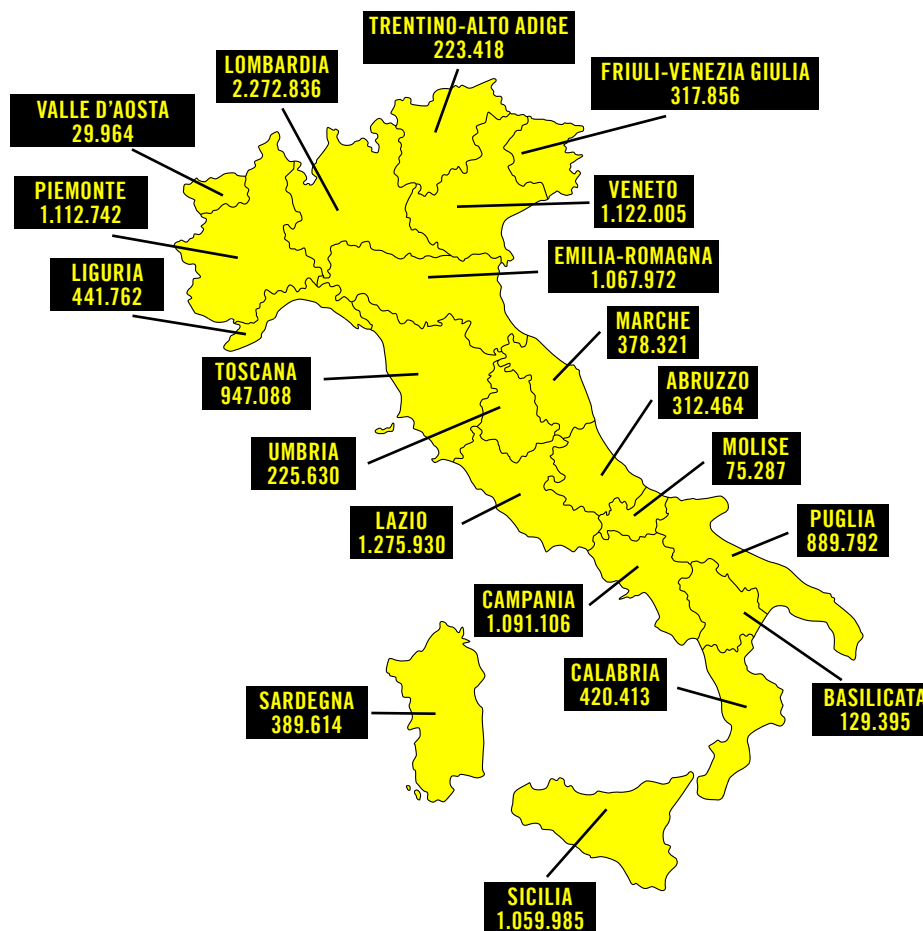 TRENTINO-ALTO ADIGE
223.418
LOMBARDIA
2.272.836
FRIULI-VENEZIA GIULIA
317.856
VALLE D'AOSTA
29.964
PIEMONTE
1.112.742
VENETO
1.122.005
EMILIA-ROMAGNA
1.067.972
LIGURIA
441.762
MARCHE
378.321
TOSCANA
947.088
ABRUZZO
312.464
UMBRIA
225.630
MOLISE
75.287
LAZIO
1.275.930
PUGLIA
889.792
CAMPANIA
1.091.106
CALABRIA
420.413
SARDEGNA
389.614
BASILICATA
129.395
SICILIA
1.059.985